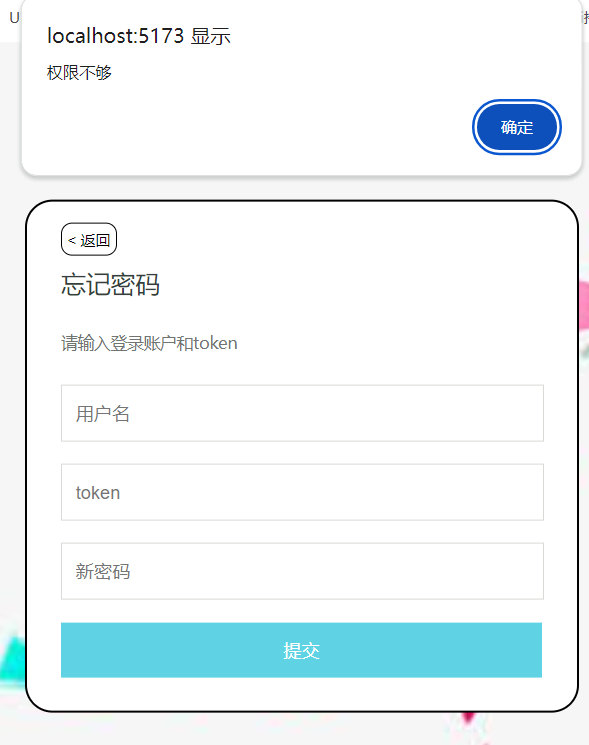 U
localhost:5173 显示
权限不够
确定
< 返回
忘记密码
请输入登录账户和token
用户名
token
新密码
提交